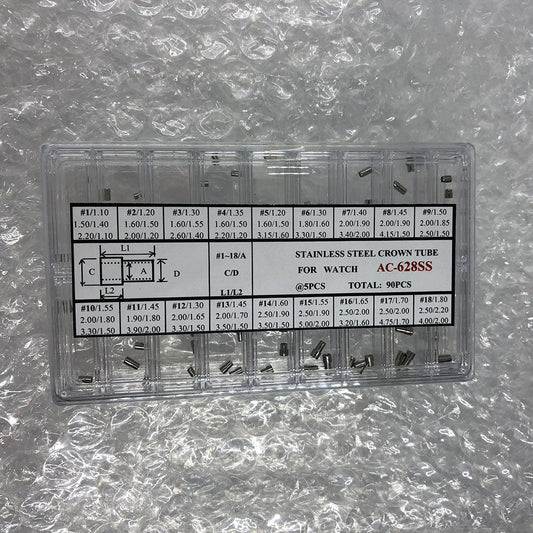 #1/1.10 #2/1.20 #3/1.30 #4/1.35 #5/1.20 #6/1.30 #7/1.40 #8/1.45 #9/1.50
1.50/1.40 1.60/1.50 1.60/1.50 1.60/1.50 1.60/1.50 1.80/1.60 2.00/1.90 2.00/1.90 2.00/1.85
2.20/1.10 2.00/1.20 2.60/1.40 2.20/1.20 3.15/1.60 3.30/1.50 3.40/2.00 4.15/1.50 2.50/1.50
L1
C A D
L2
#1~18/A
C/D
L1/L2
STAINLESS STEEL CROWN TUBE
FOR WATCH AC-628SS
@5PCS TOTAL: 90PCS
#10/1.55 #11/1.45 #12/1.30 #13/1.45 #14/1.60 #15/1.55 #16/1.65 #17/1.70 #18/1.80
2.00/1.80 1.90/1.80 2.00/1.65 2.00/1.70 2.50/1.90 2.50/1.90 2.50/2.00 2.50/2.00 2.50/2.20
3.30/1.50 3.90/2.00 3.30/1.50 3.50/1.50 3.50/1.50 5.00/2.00 3.20/1.60 4.75/1.70 4.00/2.00